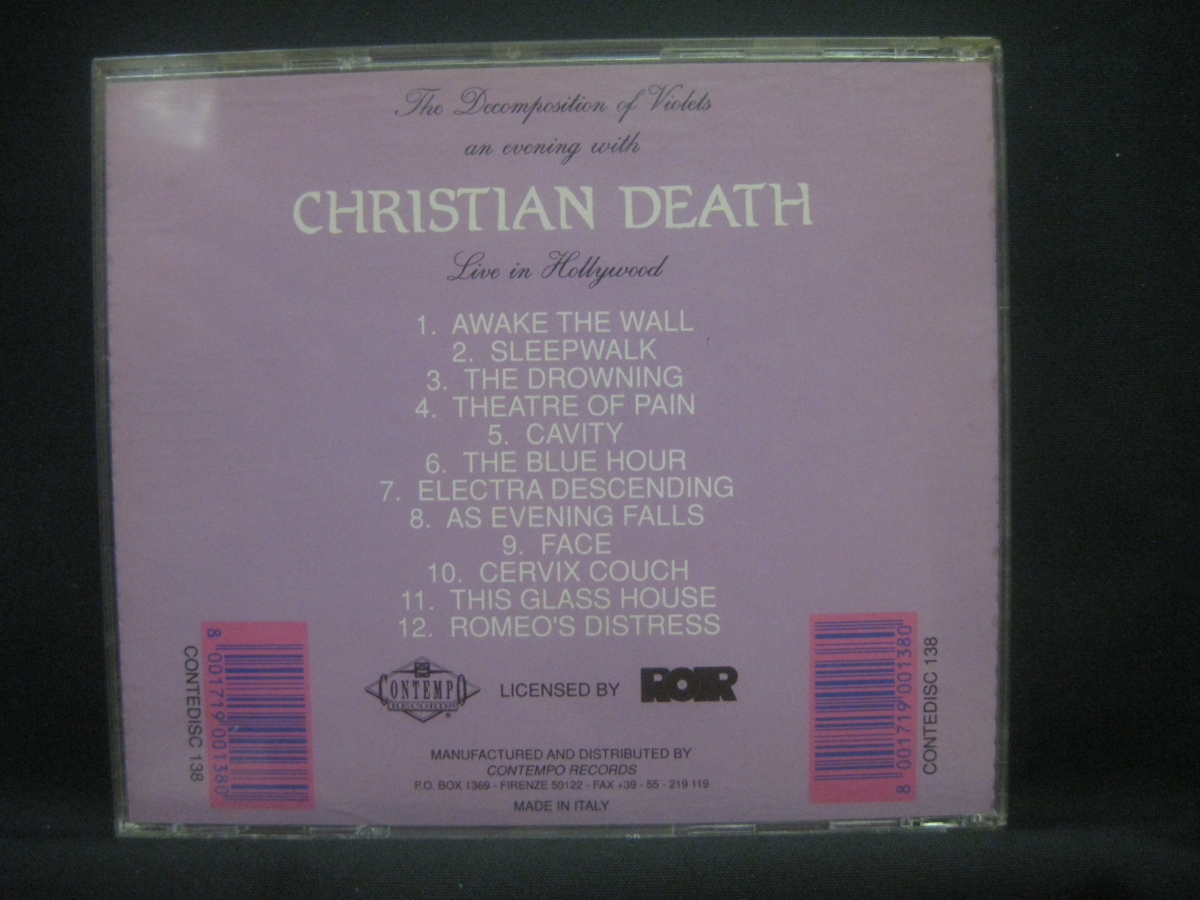 The Decomposition of Violets
an evening with
CHRISTIAN DEATH
Live in Hollywood
1. AWAKE THE WALL
2. SLEEPWALK
3. THE DROWNING
4. THEATRE OF PAIN
5. CAVITY
6. THE BLUE HOUR
7. ELECTRA DESCENDING
8. AS EVENING FALLS
9. FACE
10. CERVIX COUCH
11. THIS GLASS HOUSE
12. ROMEO'S DISTRESS
8 001719 001380
CONTEDISC 138
CONTEMPO
LICENSED BY ROIR
8 001719 001380
CONTEDISC 138
MANUFACTURED AND DISTRIBUTED BY
CONTEMPO RECORDS
P.O. BOX 1369 - FIRENZE 50122 - FAX +39 - 55 - 219 119
MADE IN ITALY